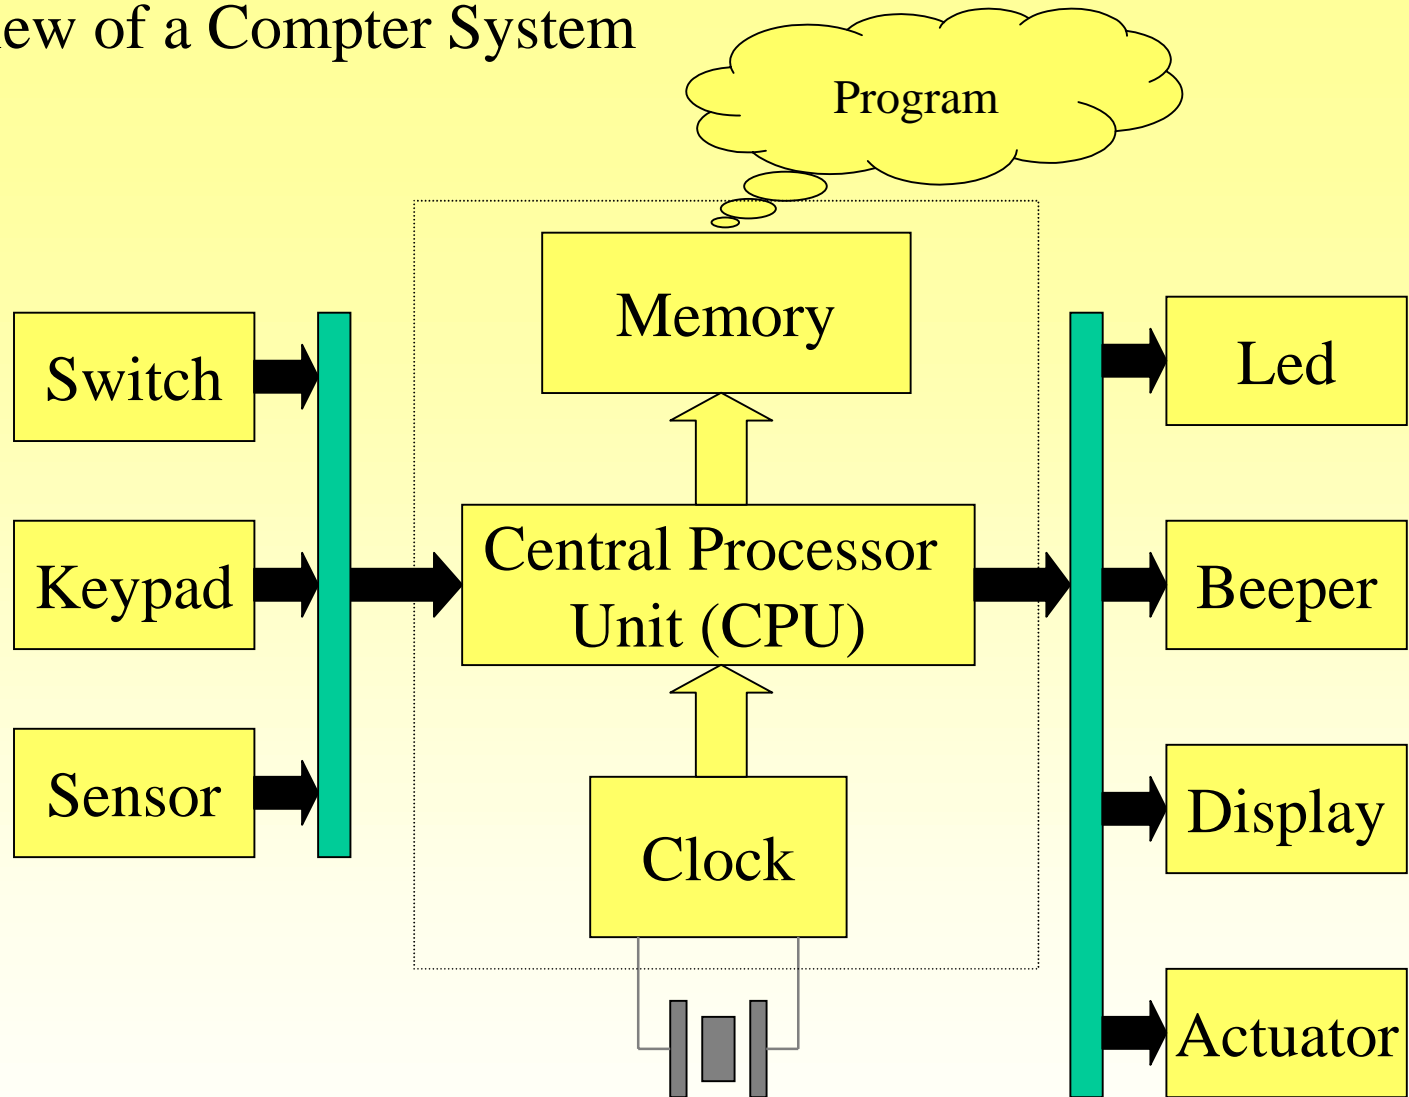 ew of a Compter System
Program
Memory
Switch
Led
Central Processor
Unit (CPU)
Keypad
Beeper
Sensor
Display
Clock
Actuator